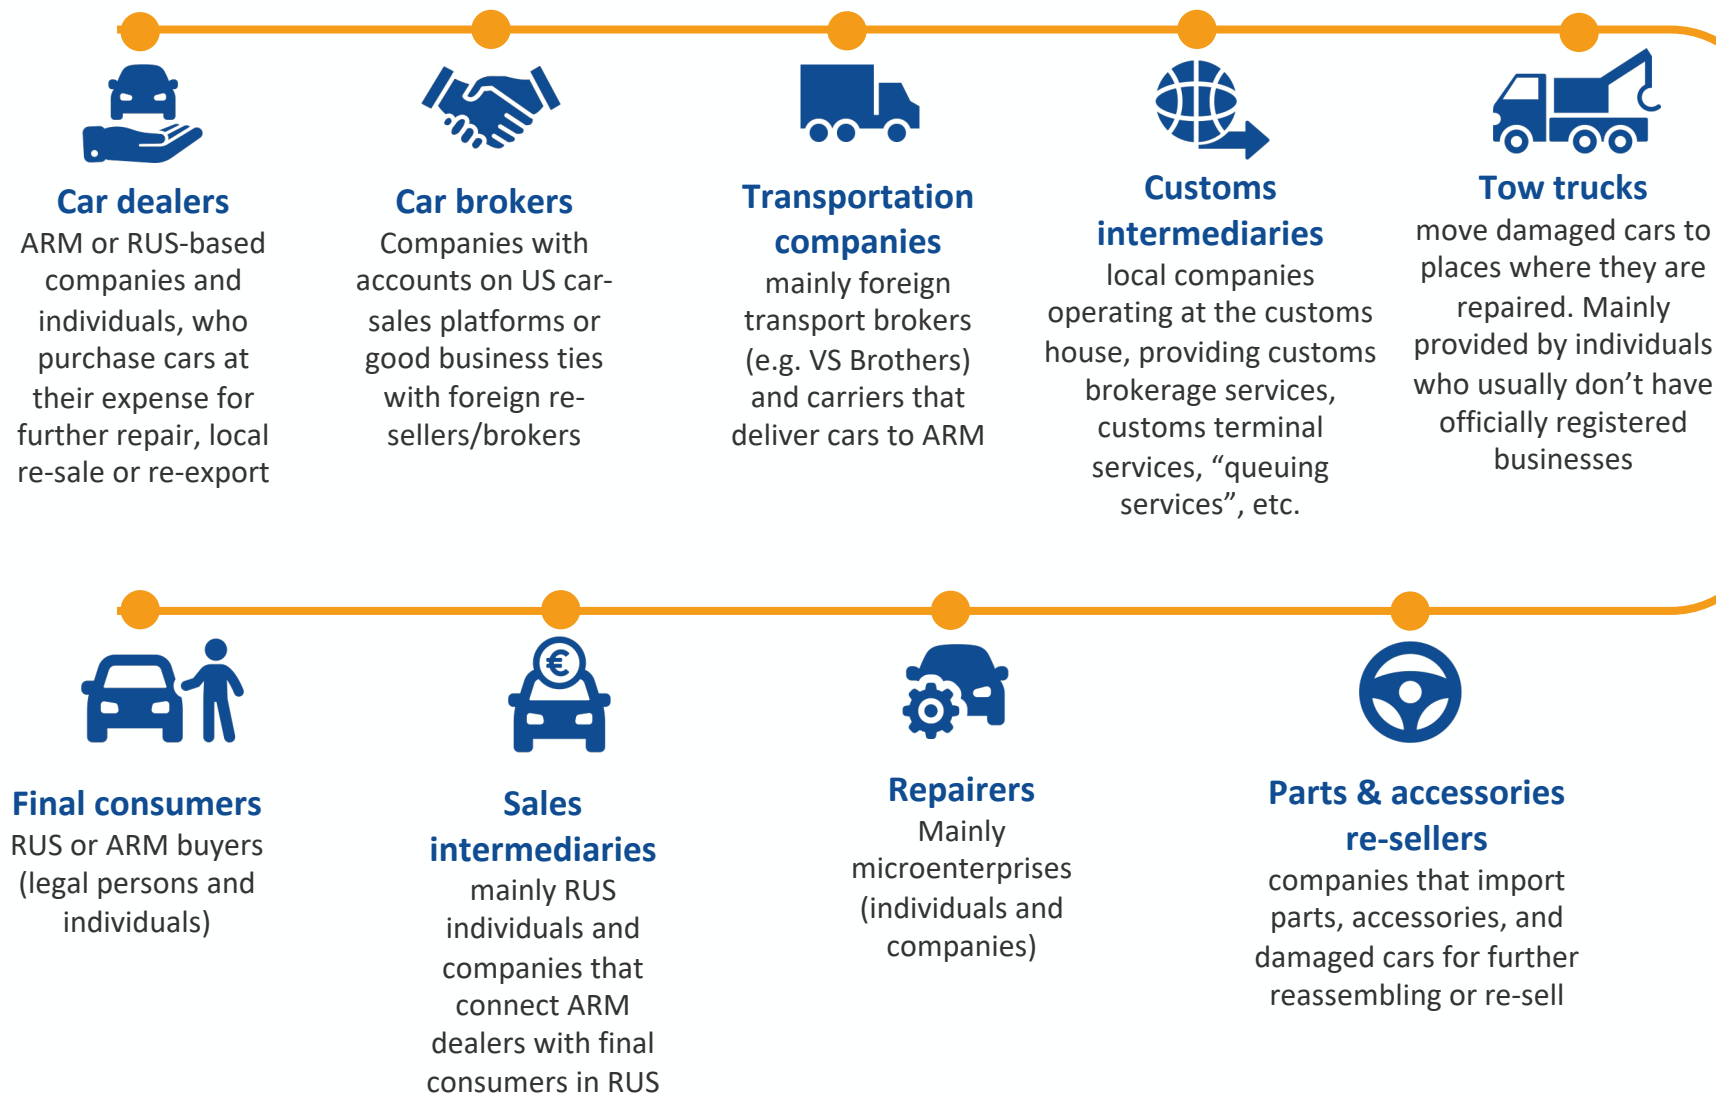 Car dealers
ARM or RUS-based
companies and
individuals, who
purchase cars at
their expense for
further repair, local
re-sale or re-export
Car brokers
Companies with
accounts on US car-
sales platforms or
good business ties
with foreign re-
sellers/brokers
Transportation
companies
mainly foreign
transport brokers
(e.g. VS Brothers)
and carriers that
deliver cars to ARM
Customs
intermediaries
local companies
operating at the customs
house, providing customs
brokerage services,
customs terminal
services, “queuing
services”, etc.
Tow trucks
move damaged cars to
places where they are
repaired. Mainly
provided by individuals
who usually don’t have
officially registered
businesses
€
Final consumers
RUS or ARM buyers
(legal persons and
individuals)
Sales
intermediaries
mainly RUS
individuals and
companies that
connect ARM
dealers with final
consumers in RUS
Repairers
Mainly
microenterprises
(individuals and
companies)
Parts & accessories
re-sellers
companies that import
parts, accessories, and
damaged cars for further
reassembling or re-sell